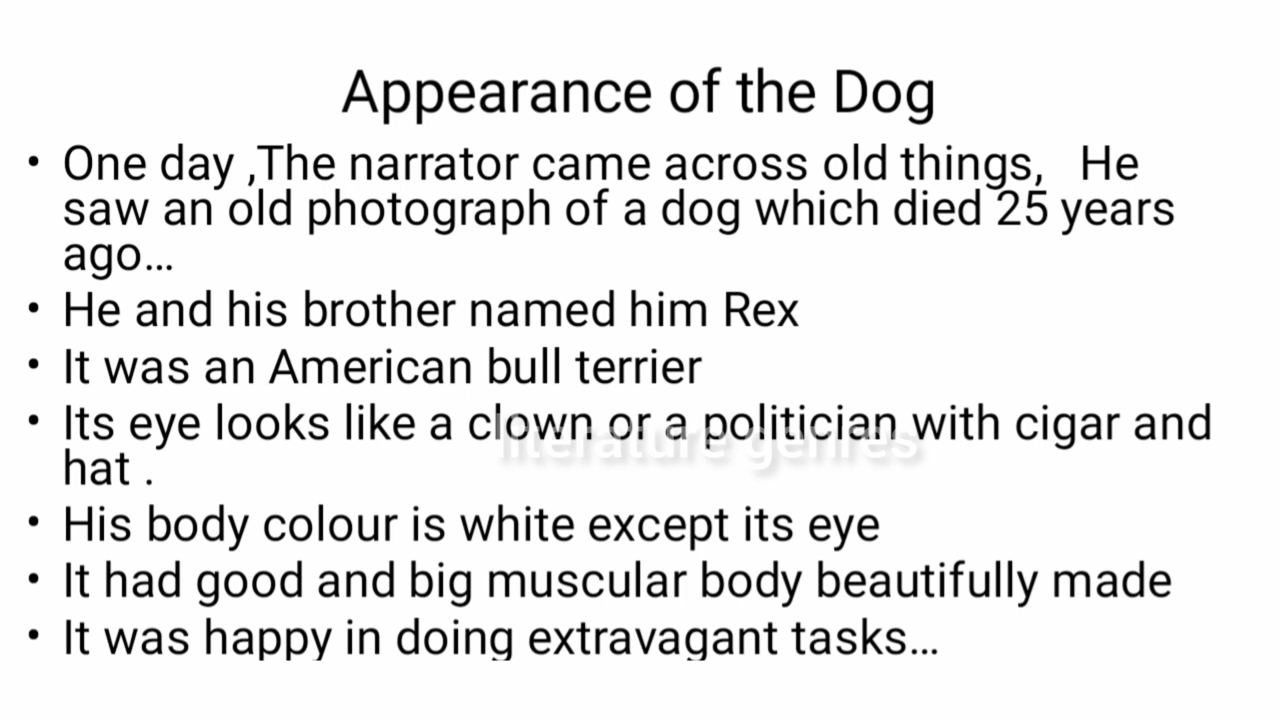 Appearance of the Dog
• One day ,The narrator came across old things, He
saw an old photograph of a dog which died 25 years
ago...
• He and his brother named him Rex
• It was an American bull terrier
• Its eye looks like a clown or a politician with cigar and
hat .
literature genres
• His body colour is white except its eye
• It had good and big muscular body beautifully made
• It was happy in doing extravagant tasks...